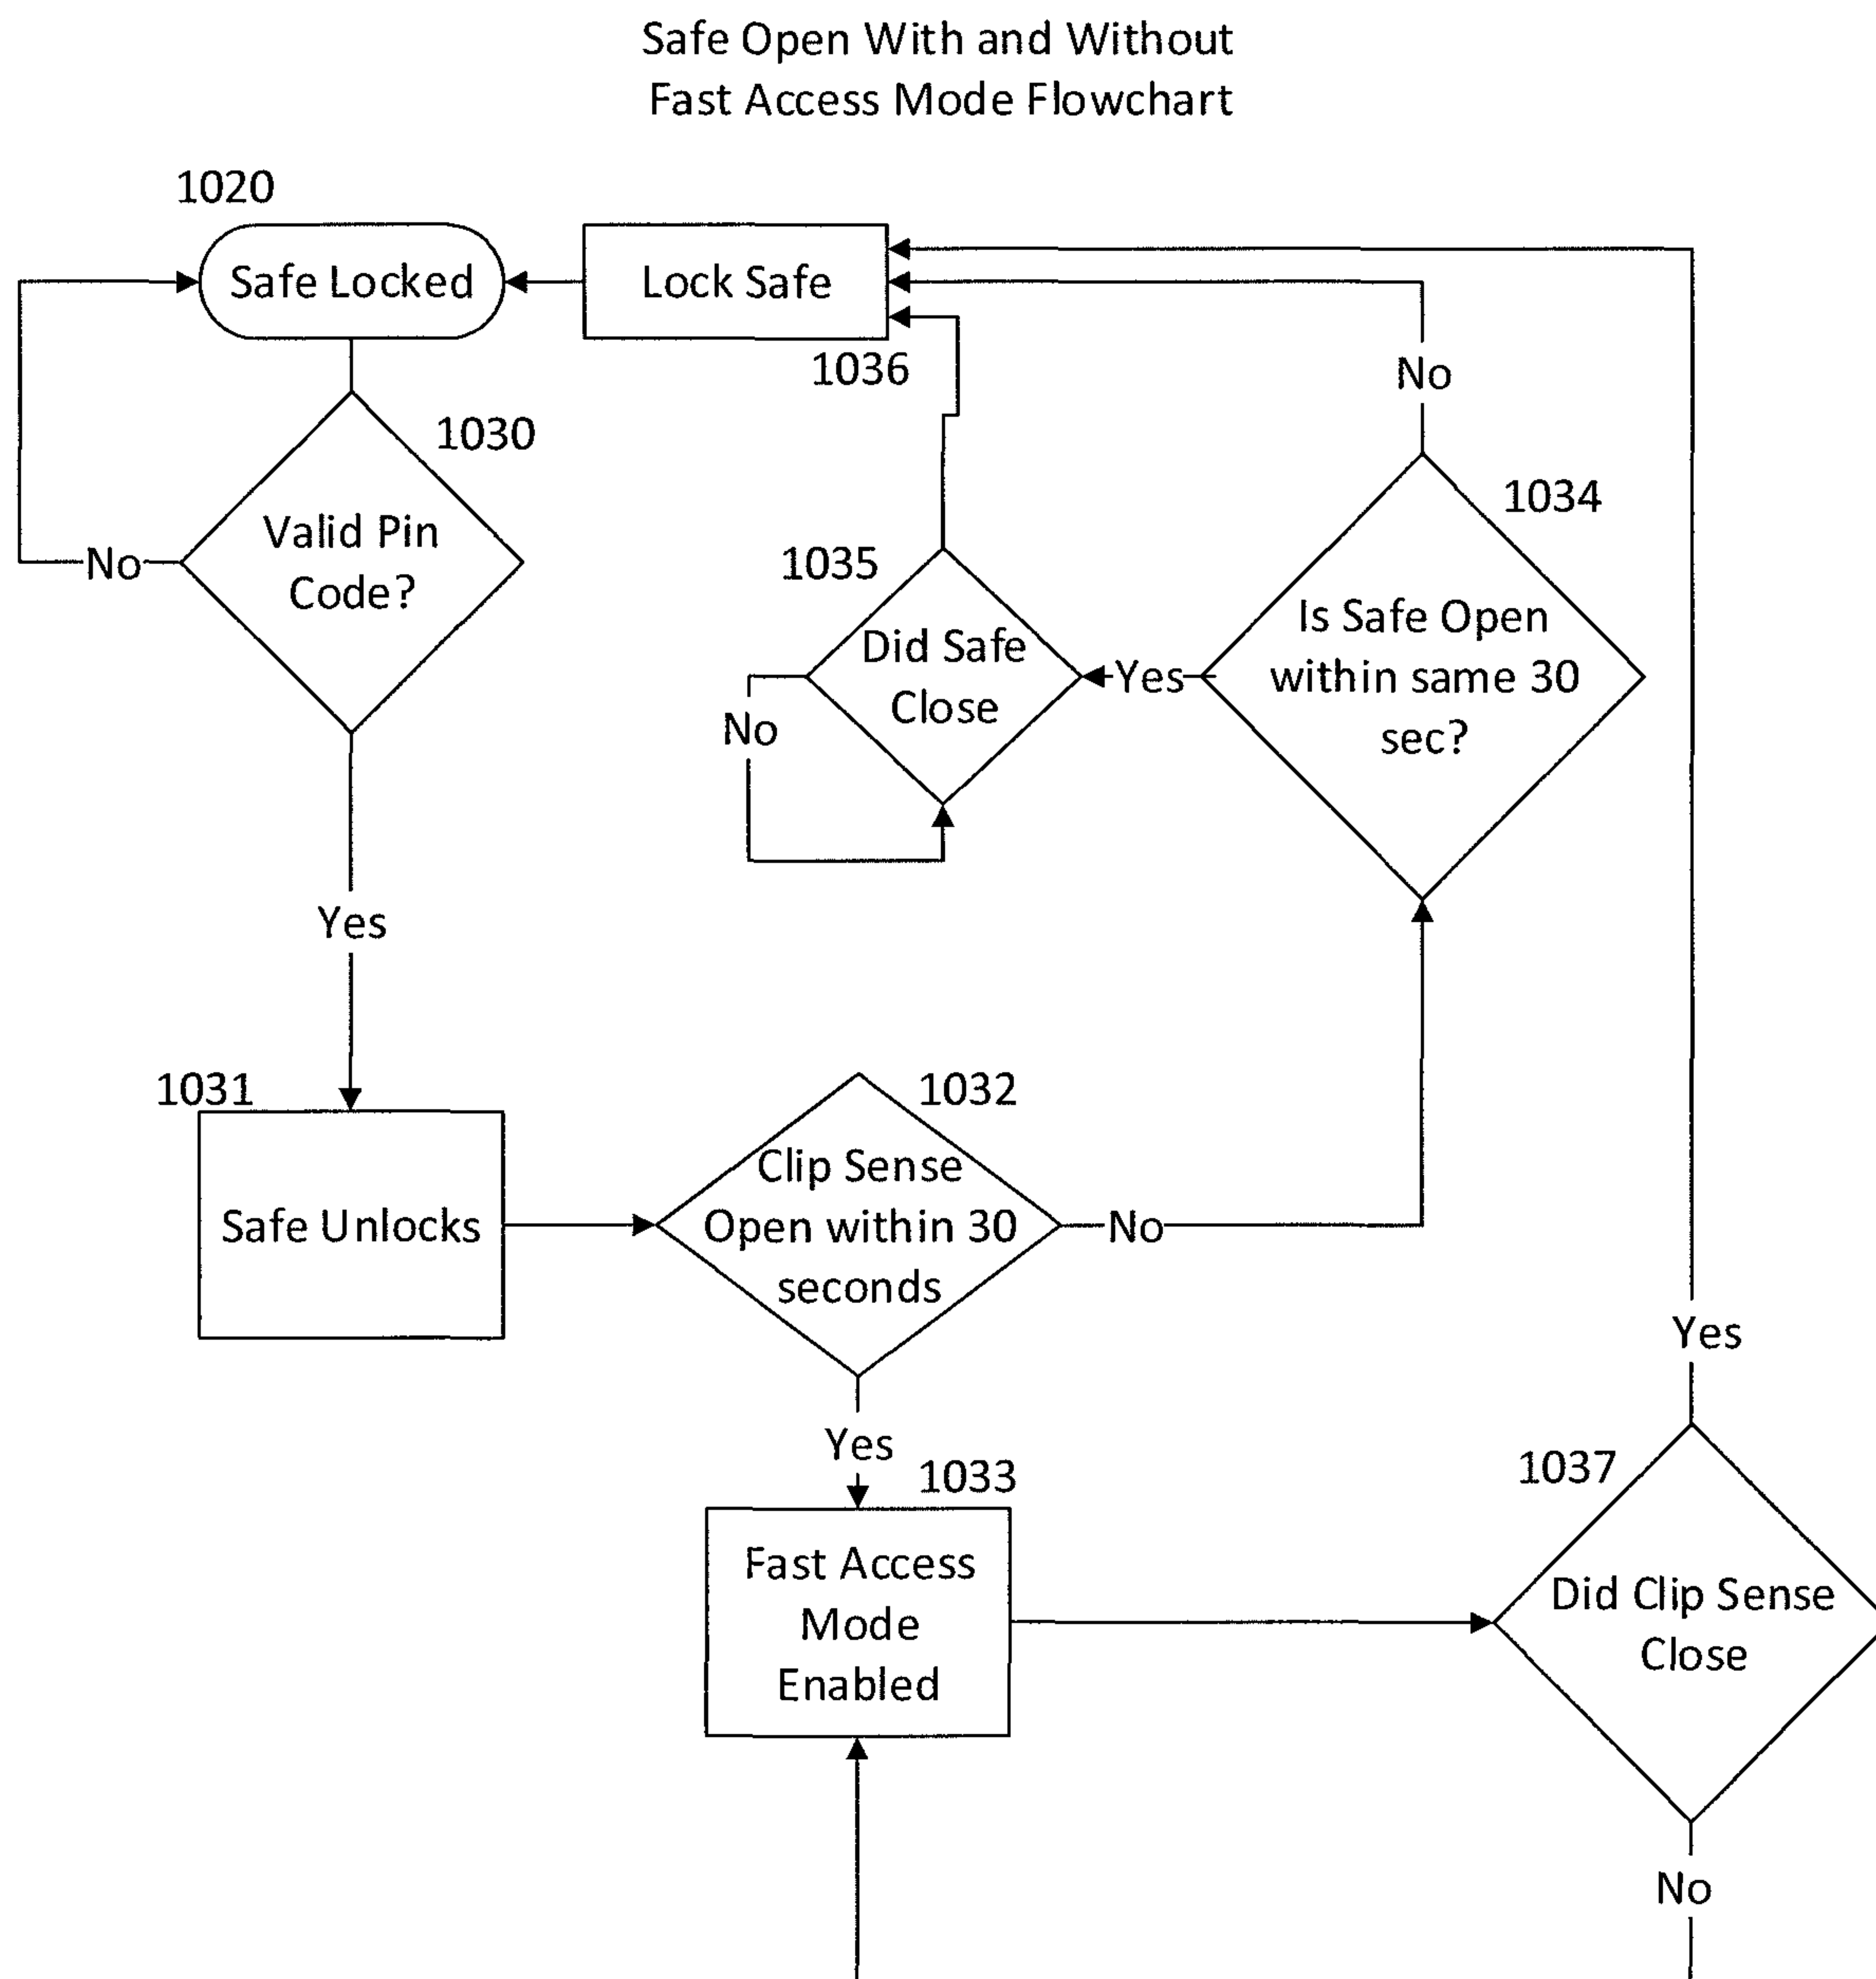 Safe Open With and Without
Fast Access Mode Flowchart
1020
Safe Locked
Lock Safe
1036
No
1030
Valid Pin
Code?
No
1034
Is Safe Open
within same 30
sec?
1035
Did Safe
Close
Yes
No
Yes
1031
Safe Unlocks
1032
Clip Sense
Open within 30
seconds
No
Yes
Yes
1033
Fast Access
Mode
Enabled
1037
Did Clip Sense
Close
No